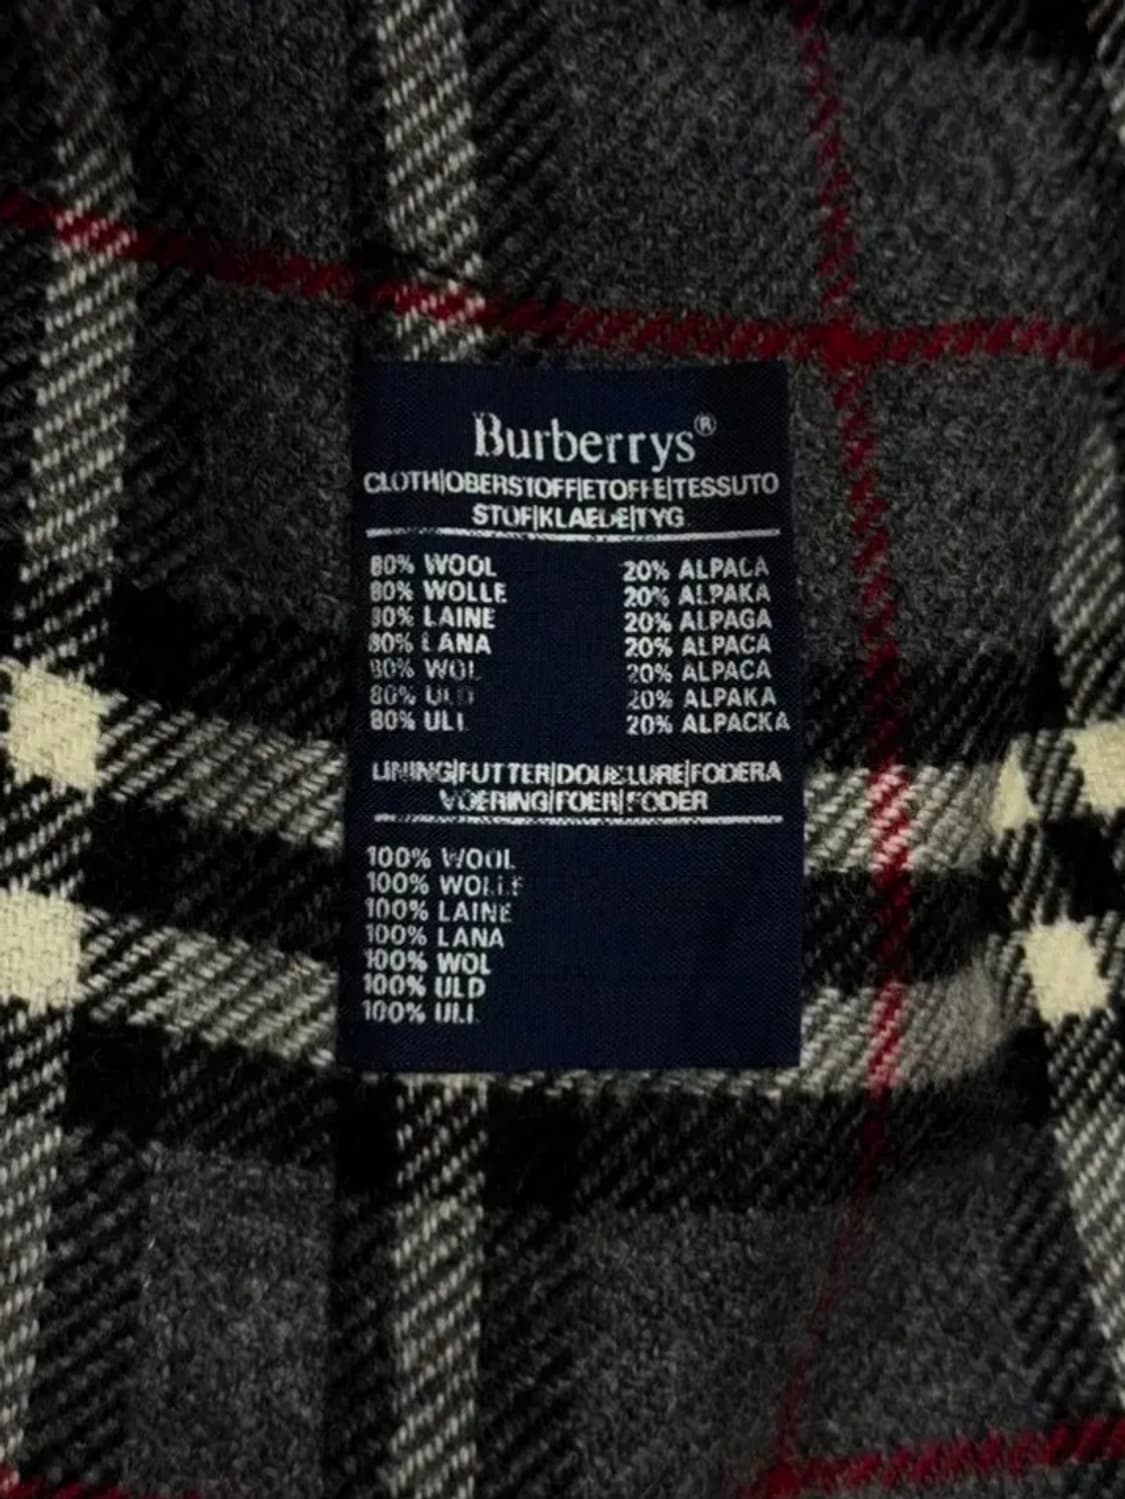 Burberrys®
CLOTH|OBERSTOFF|ETOFFE|TESSUTO
STOF|KLAEDE|TYG
80% WOOL 20% ALPACA
80% WOLLE 20% ALPAKA
80% LAINE 20% ALPAGA
80% LANA 20% ALPACA
80% WOL 20% ALPACA
80% ULD 20% ALPAKA
80% ULL 20% ALPACKA
LINING|FUTTER|DOUBLURE|FODERA
VOERING|FOER|FODER
100% WOOL
100% WOLLE
100% LAINE
100% LANA
100% WOL
100% ULD
100% ULL